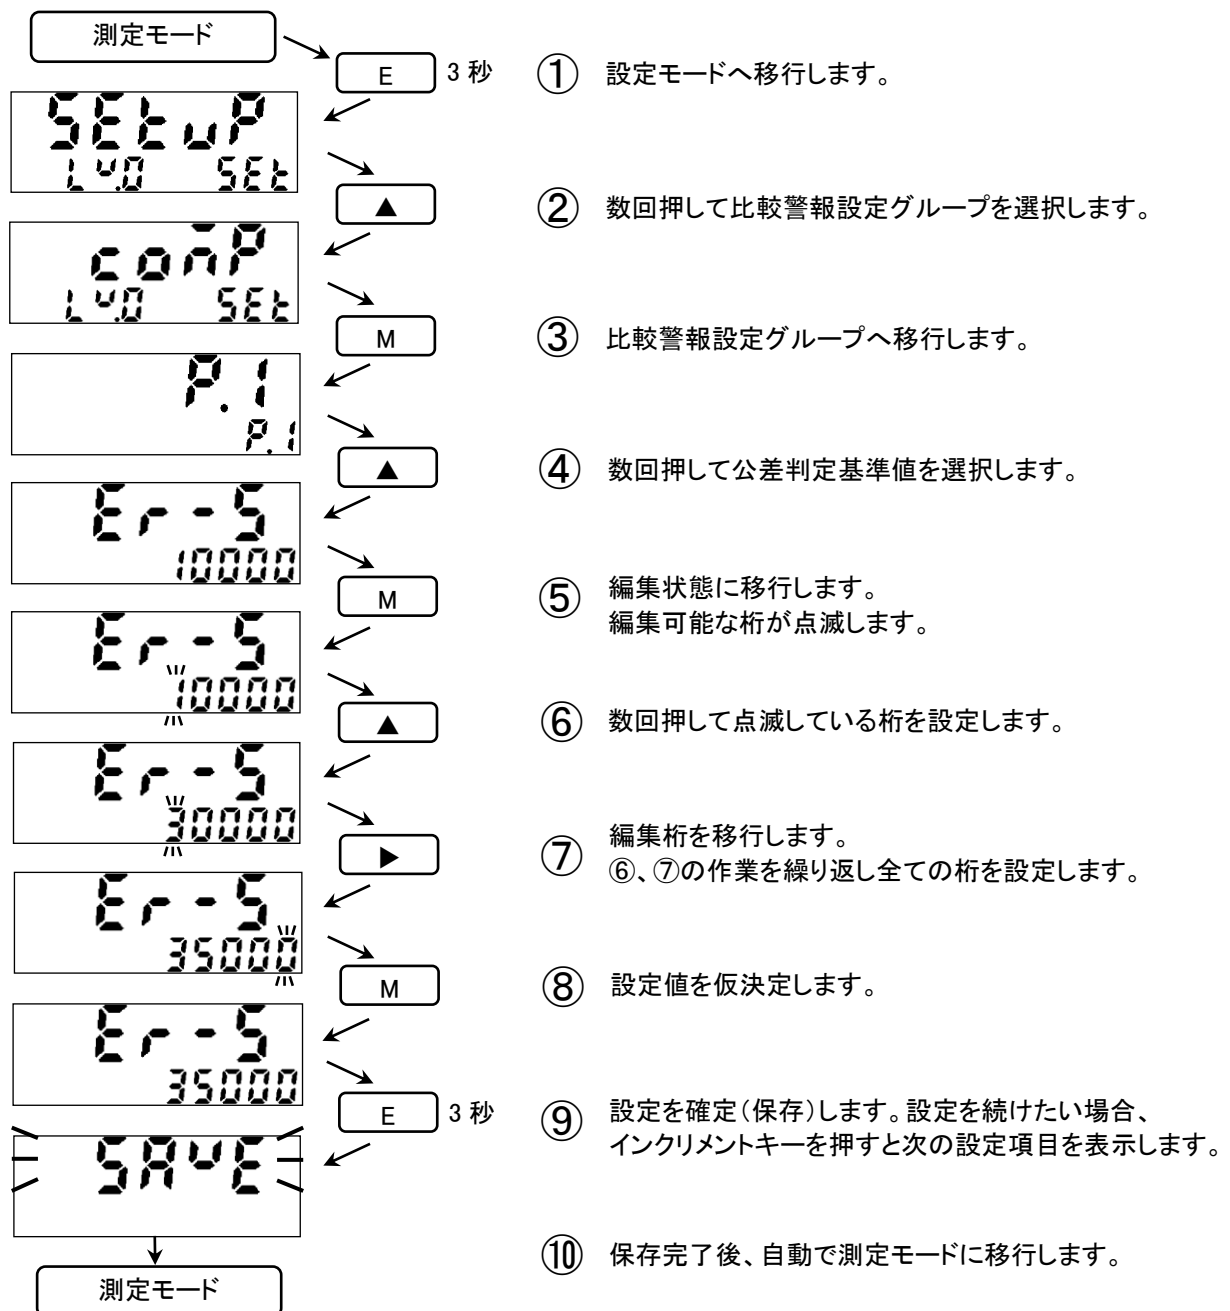 測定モード
E 3 秒 ① 設定モードへ移行します。
SEtuP
Lv.0 SEt
▲ ② 数回押して比較警報設定グループを選択します。
comP
Lv.0 SEt
M ③ 比較警報設定グループへ移行します。
P. 1
P. 1
▲ ④ 数回押して公差判定基準値を選択します。
Er-S
10000
M ⑤ 編集状態に移行します。
編集可能な桁が点滅します。
Er-S
10000
▲ ⑥ 数回押して点滅している桁を設定します。
Er-S
30000
▶ ⑦ 編集桁を移行します。
⑥、⑦の作業を繰り返し全ての桁を設定します。
Er-S
35000
M ⑧ 設定値を仮決定します。
Er-S
35000
E 3 秒 ⑨ 設定を確定(保存)します。設定を続けたい場合、
インクリメントキーを押すと次の設定項目を表示します。
SAvE
⑩ 保存完了後、自動で測定モードに移行します。
測定モード